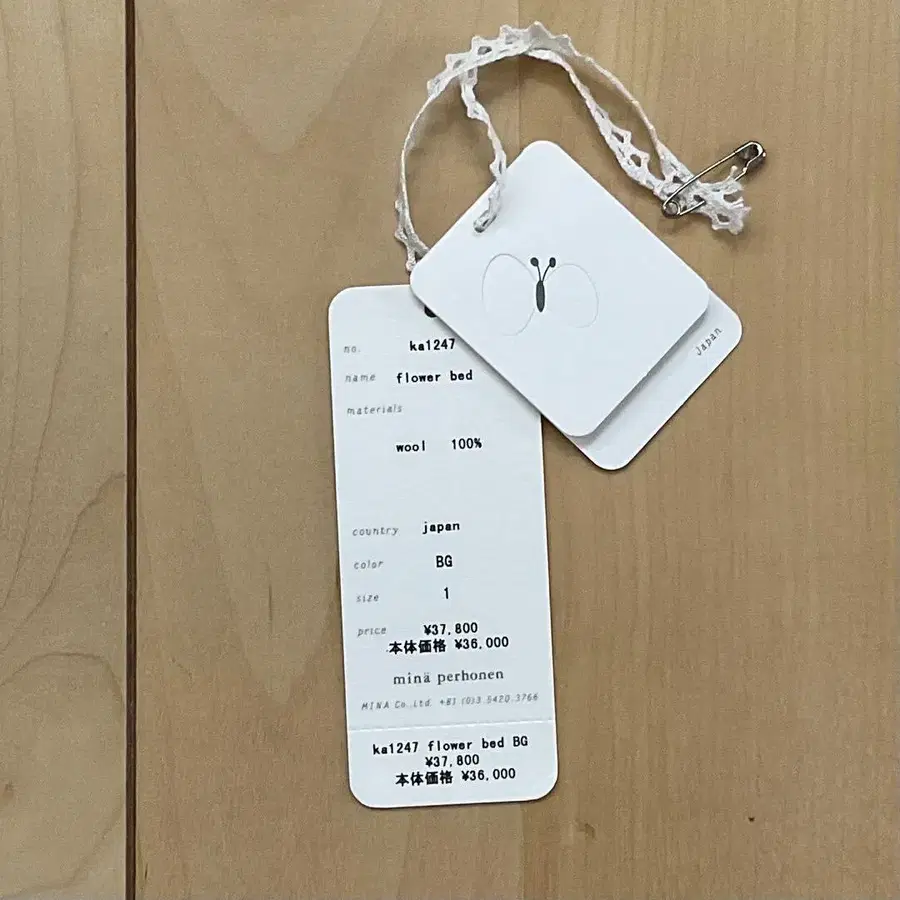 no. ka1247
name flower bed
materials
wool 100%
country japan
color BG
size 1
price ¥37,800
本体価格 ¥36,000
minä perhonen
MINA Co.,Ltd. +81 (0)3.5420.3766
ka1247 flower bed BG
¥37,800
本体価格 ¥36,000
Japan